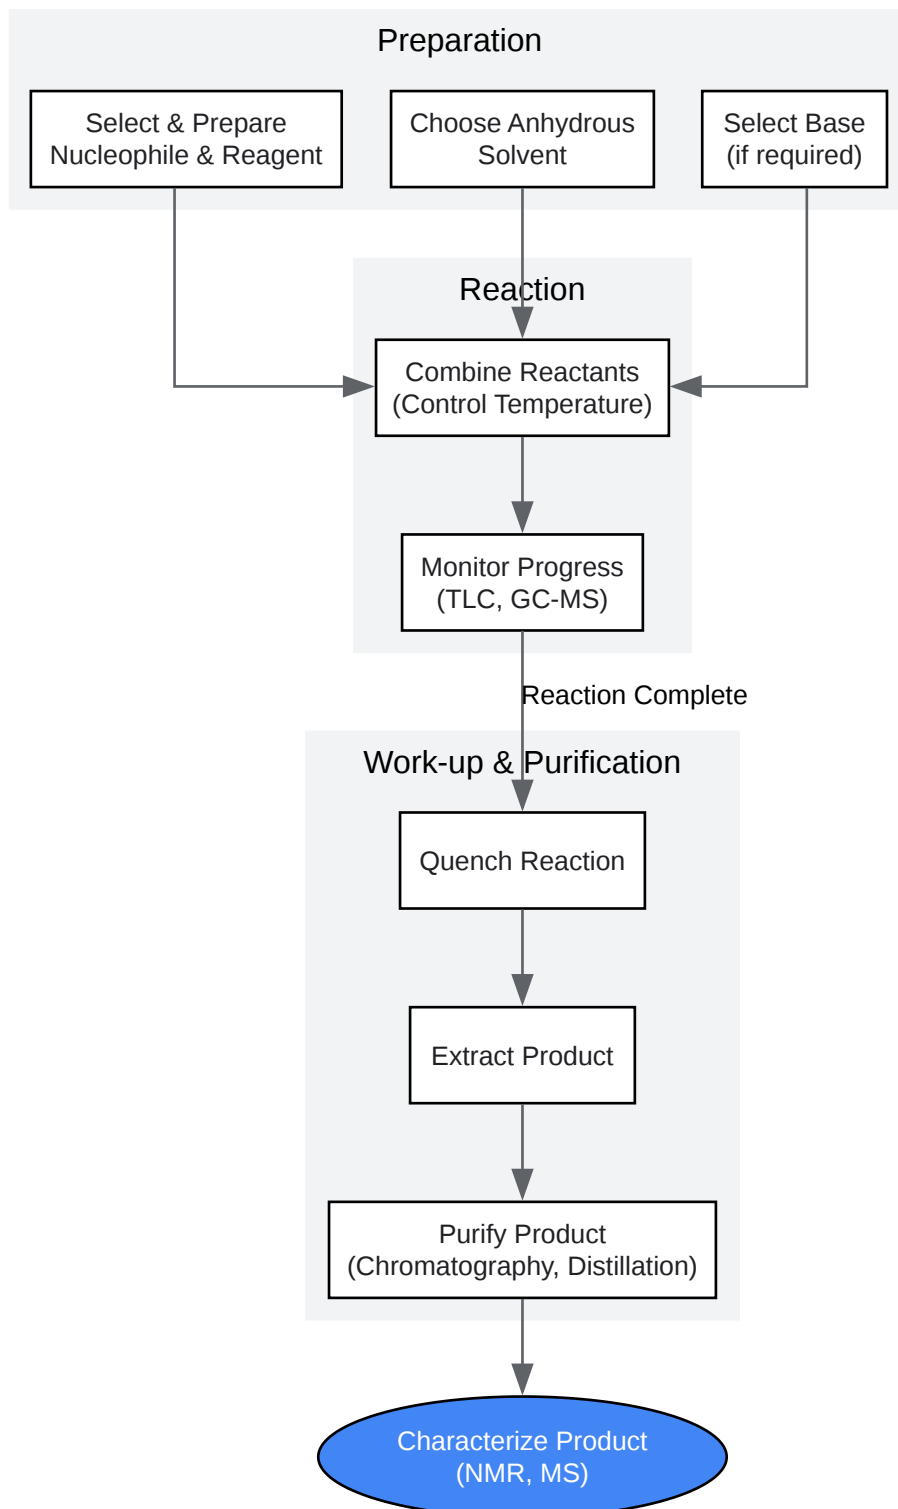 Preparation
Select & Prepare
Nucleophile & Reagent
Choose Anhydrous
Solvent
Select Base
(if required)
Reaction
Combine Reactants
(Control Temperature)
Monitor Progress
(TLC, GC-MS)
Reaction Complete
Work-up & Purification
Quench Reaction
Extract Product
Purify Product
(Chromatography, Distillation)
Characterize Product
(NMR, MS)